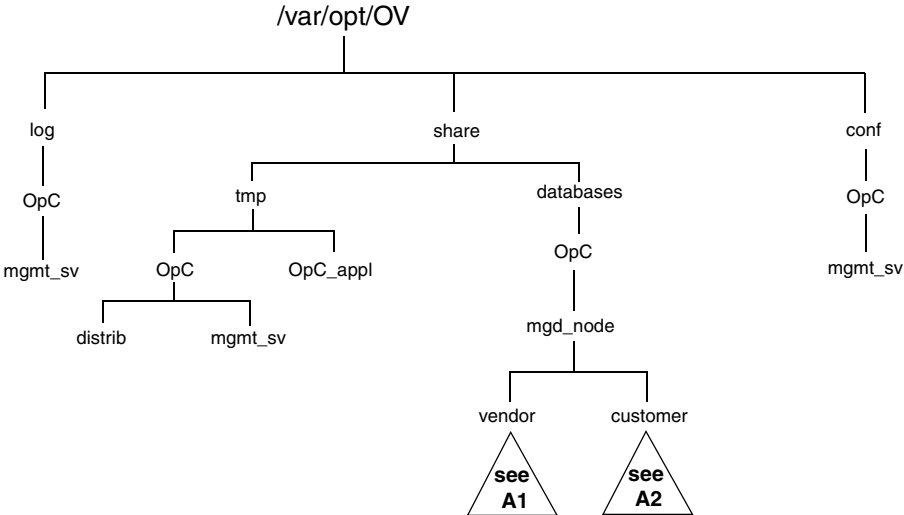 /var/opt/OV
log
share
conf
tmp
databases
OpC
OpC
mgmt_sv
OpC
OpC_appl
OpC
mgmt_sv
distrib
mgmt_sv
mgd_node
vendor
customer
see
A1
see
A2